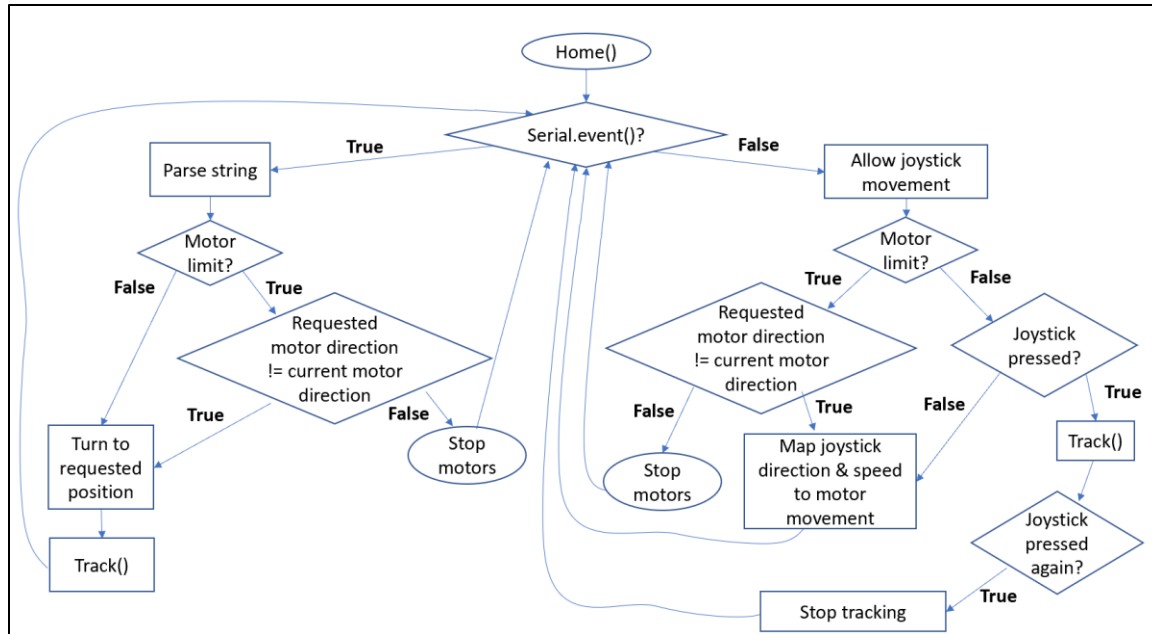 Home()
Serial.event()?
True
False
Parse string
Allow joystick
movement
Motor
limit?
False
True
Motor
limit?
True
False
Requested
motor direction
!= current motor
direction
True
False
Requested
motor direction
!= current motor
direction
False
True
Joystick
pressed?
False
True
Turn to
requested
position
Stop
motors
Stop
motors
Map joystick
direction & speed
to motor
movement
Track()
Track()
Joystick
pressed
again?
True
Stop tracking